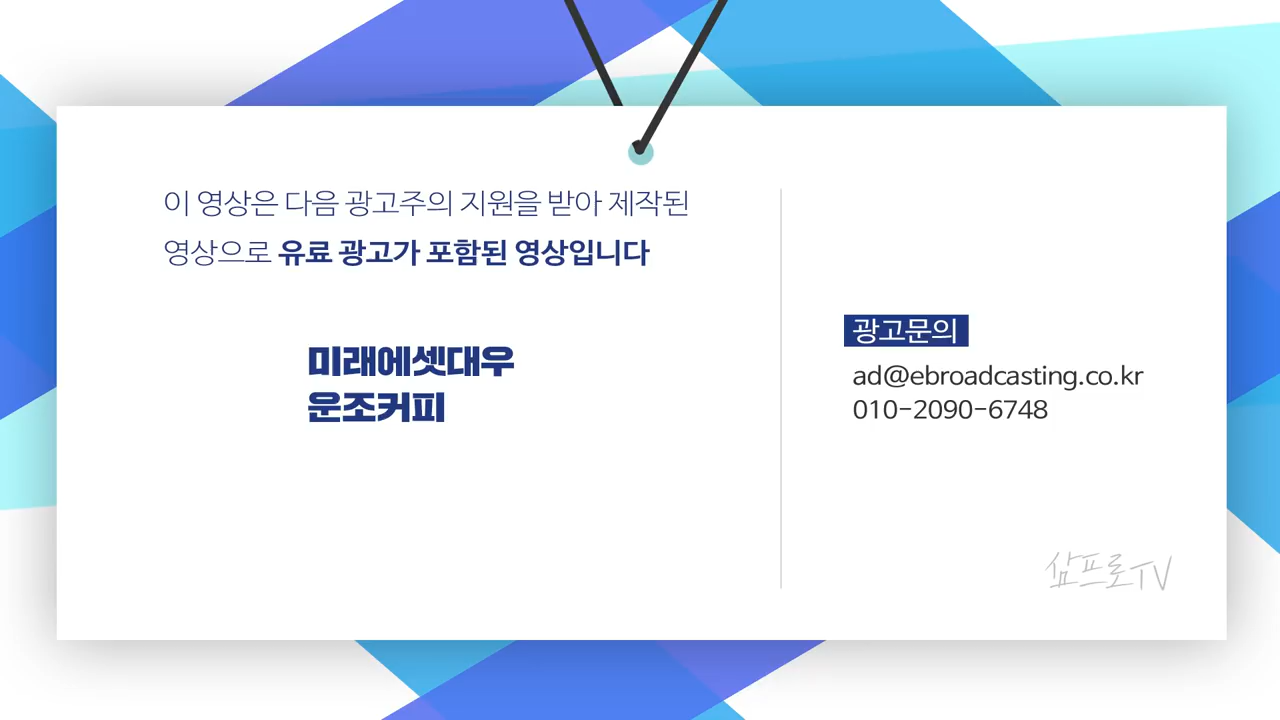 이 영상은 다음 광고주의 지원을 받아 제작된
영상으로 유료 광고가 포함된 영상입니다
미래에셋대우
운조커피
광고문의
ad@ebroadcasting.co.kr
010-2090-6748
삼프로TV